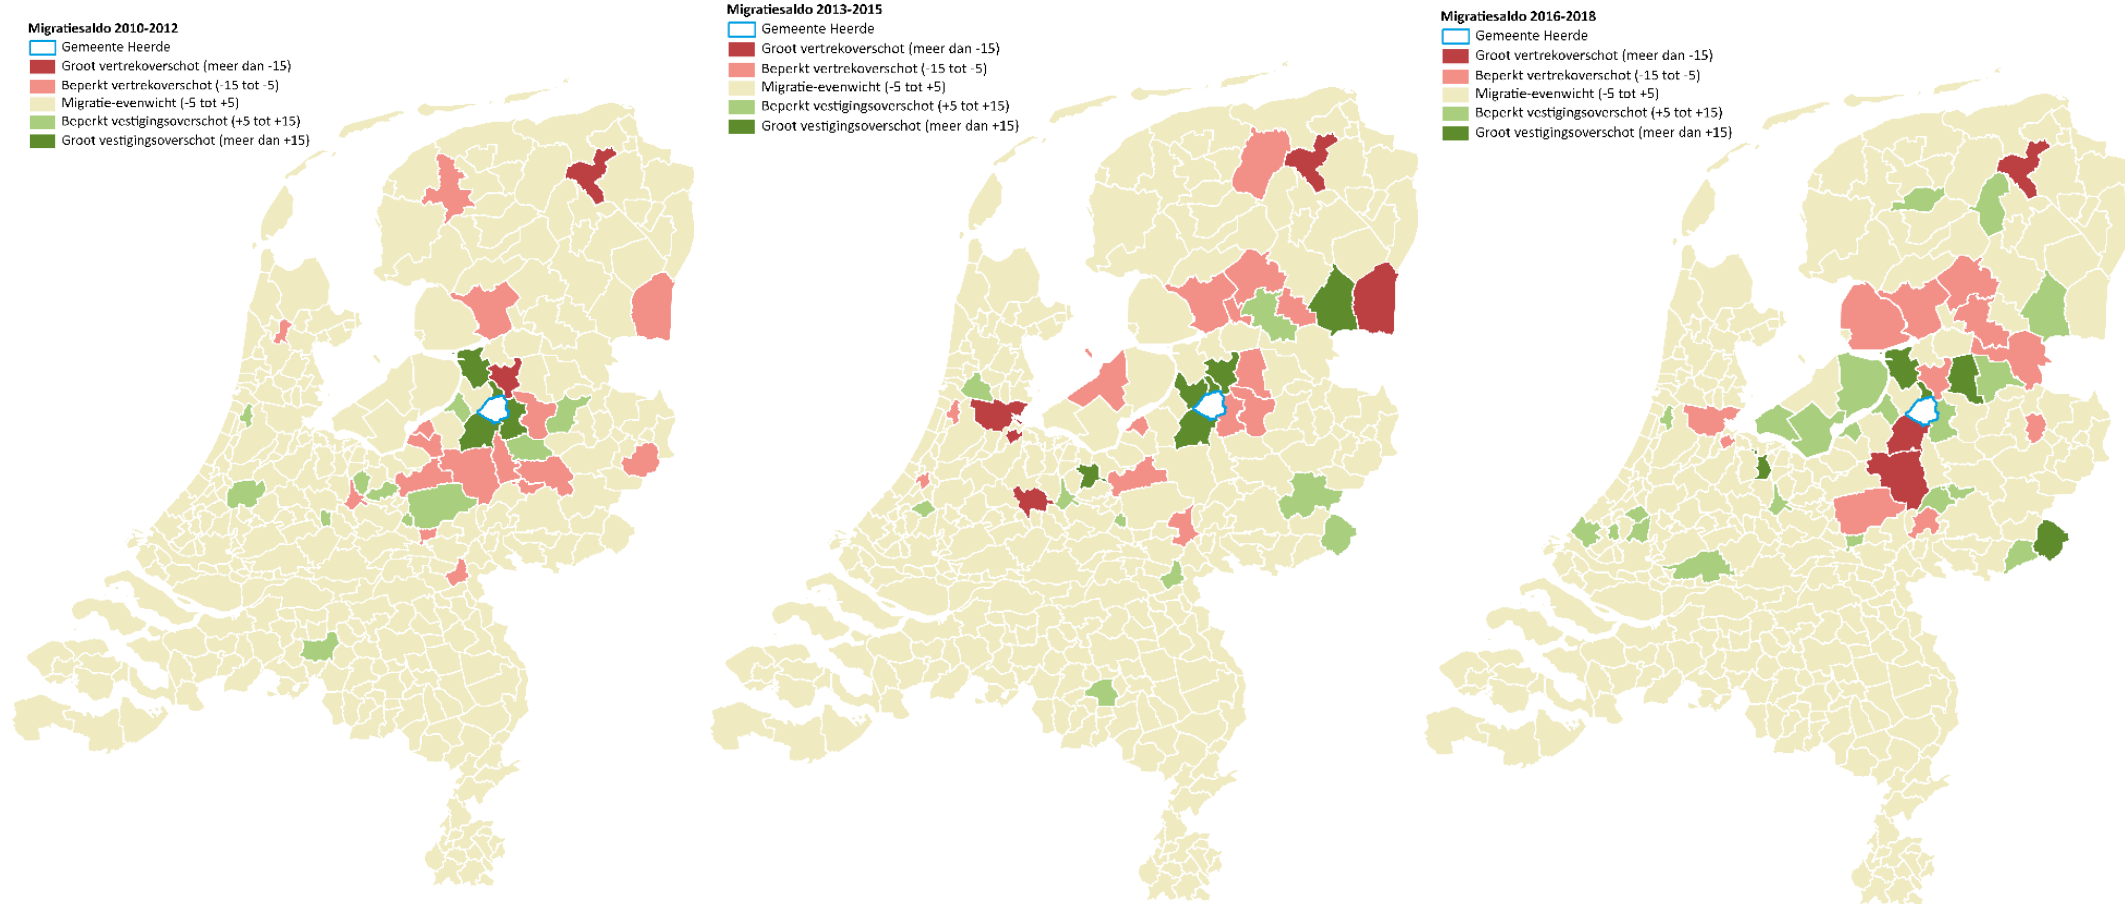 Migratiesaldo 2010-2012
Gemeente Heerde
Groot vertrekoverschot (meer dan -15)
Beperkt vertrekoverschot (-15 tot -5)
Migratie-evenwicht (-5 tot +5)
Beperkt vestigingsoverschot (+5 tot +15)
Groot vestigingsoverschot (meer dan +15)
Migratiesaldo 2013-2015
Gemeente Heerde
Groot vertrekoverschot (meer dan -15)
Beperkt vertrekoverschot (-15 tot -5)
Migratie-evenwicht (-5 tot +5)
Beperkt vestigingsoverschot (+5 tot +15)
Groot vestigingsoverschot (meer dan +15)
Migratiesaldo 2016-2018
Gemeente Heerde
Groot vertrekoverschot (meer dan -15)
Beperkt vertrekoverschot (-15 tot -5)
Migratie-evenwicht (-5 tot +5)
Beperkt vestigingsoverschot (+5 tot +15)
Groot vestigingsoverschot (meer dan +15)